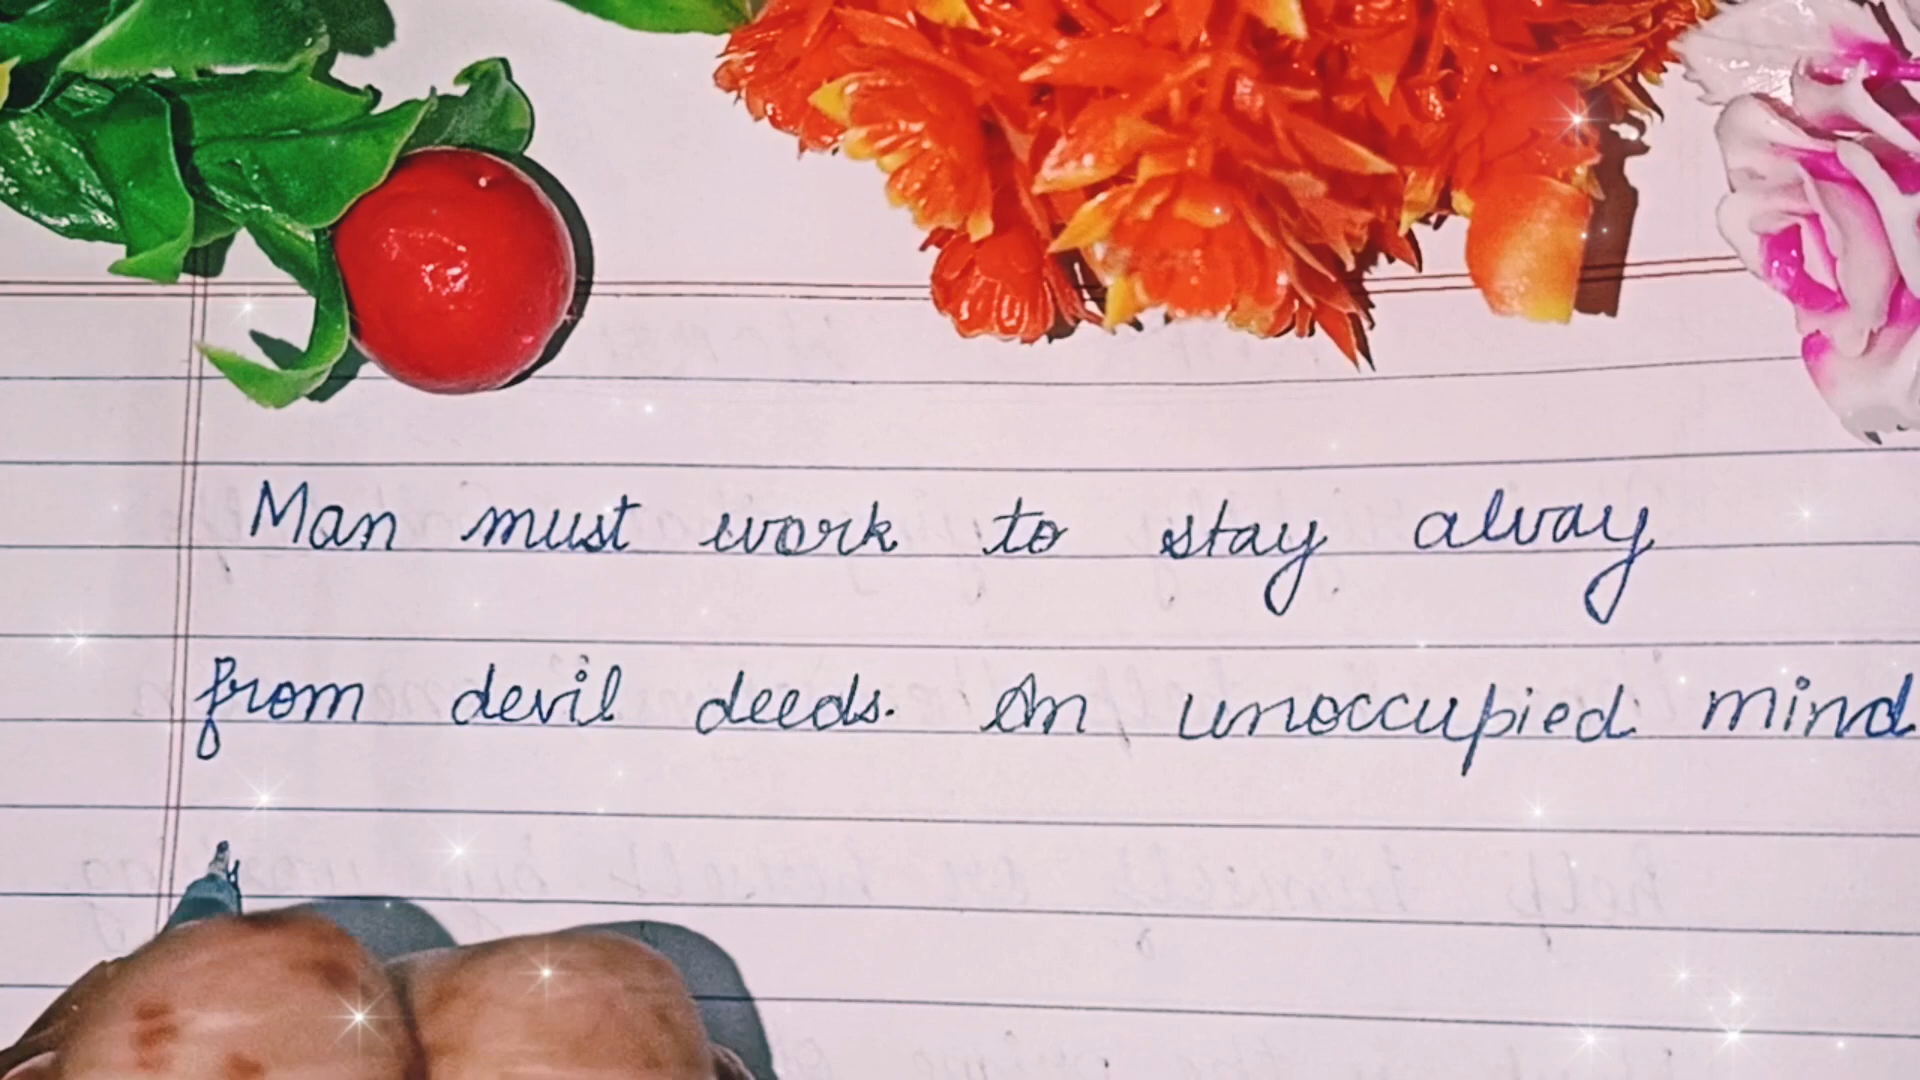 Man must work to stay alway
from devil deeds. An unoccupied mind